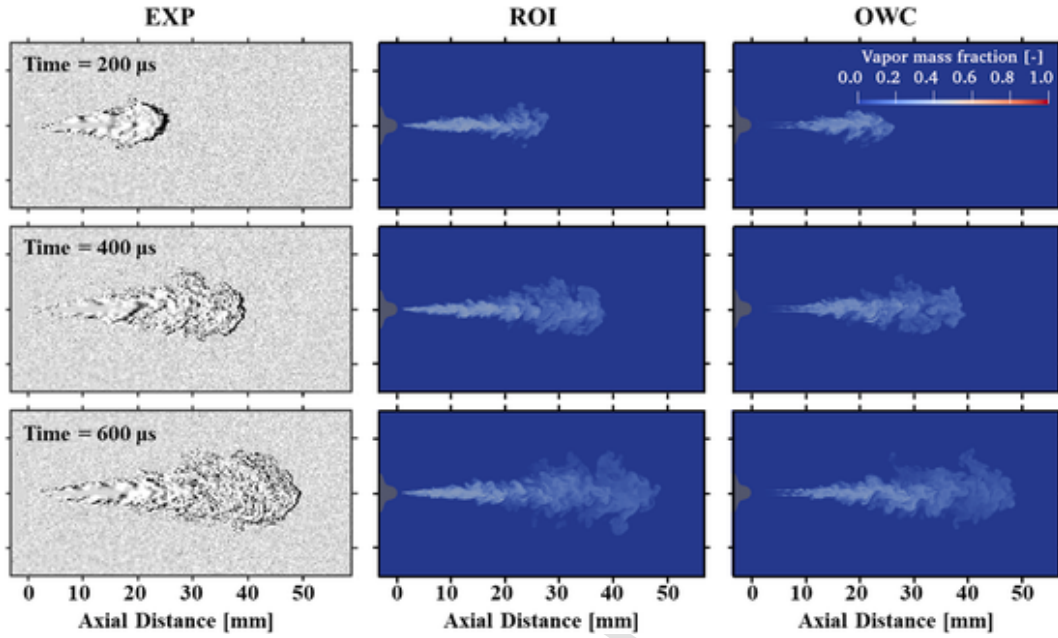 EXP ROI OWC
Time = 200 μs
Vapor mass fraction [-]
0.0 0.2 0.4 0.6 0.8 1.0
Time = 400 μs
Time = 600 μs
0 10 20 30 40 50 0 10 20 30 40 50 0 10 20 30 40 50
Axial Distance [mm] Axial Distance [mm] Axial Distance [mm]